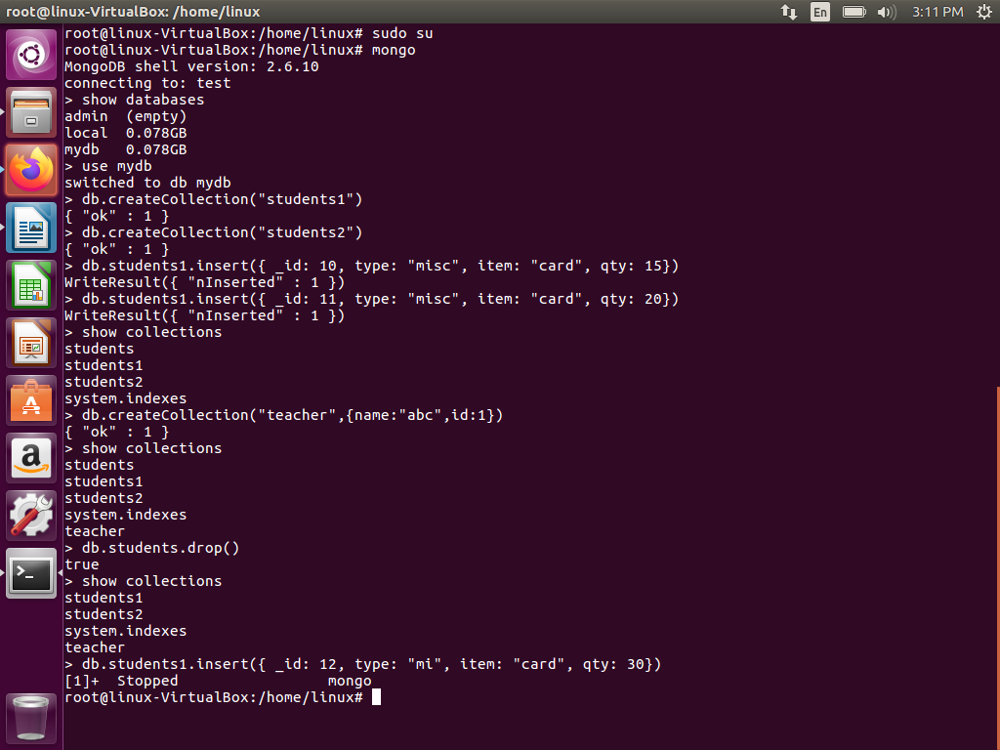 root@linux-VirtualBox: /home/linux
En
3:11 PM
root@linux-VirtualBox:/home/linux# sudo su
root@linux-VirtualBox:/home/linux# mongo
MongoDB shell version: 2.6.10
connecting to: test
> show databases
admin  (empty)
local  0.078GB
mydb   0.078GB
> use mydb
switched to db mydb
> db.createCollection("students1")
{ "ok" : 1 }
> db.createCollection("students2")
{ "ok" : 1 }
> db.students1.insert({ _id: 10, type: "misc", item: "card", qty: 15})
WriteResult({ "nInserted" : 1 })
> db.students1.insert({ _id: 11, type: "misc", item: "card", qty: 20})
WriteResult({ "nInserted" : 1 })
> show collections
students
students1
students2
system.indexes
> db.createCollection("teacher",{name:"abc",id:1})
{ "ok" : 1 }
> show collections
students
students1
students2
system.indexes
teacher
> db.students.drop()
true
> show collections
students1
students2
system.indexes
teacher
> db.students1.insert({ _id: 12, type: "mi", item: "card", qty: 30})
[1]+  Stopped                 mongo
root@linux-VirtualBox:/home/linux#